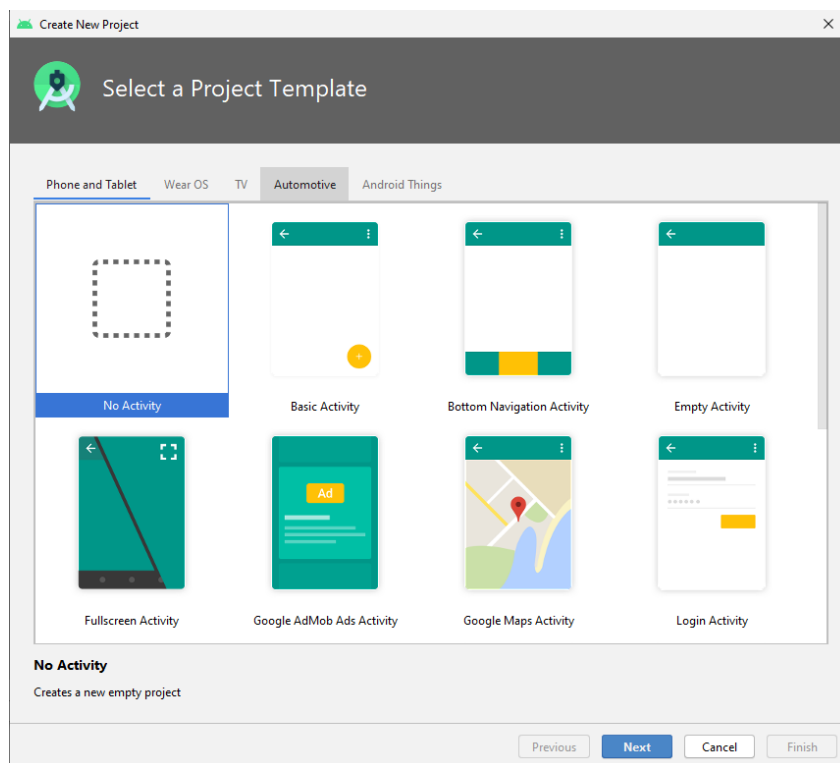 Create New Project
Select a Project Template
Phone and Tablet Wear OS TV Automotive Android Things
No Activity Basic Activity Bottom Navigation Activity Empty Activity
Ad
Fullscreen Activity Google AdMob Ads Activity Google Maps Activity Login Activity
No Activity
Creates a new empty project
Previous Next Cancel Finish